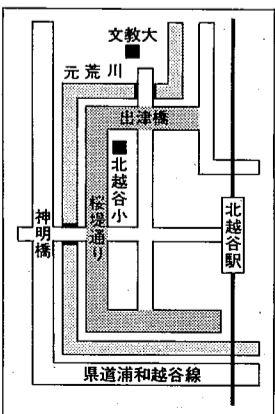 文教大
元荒川
出津橋
北越谷小
桜堤通り
神明橋
北越谷駅
県道浦和越谷線